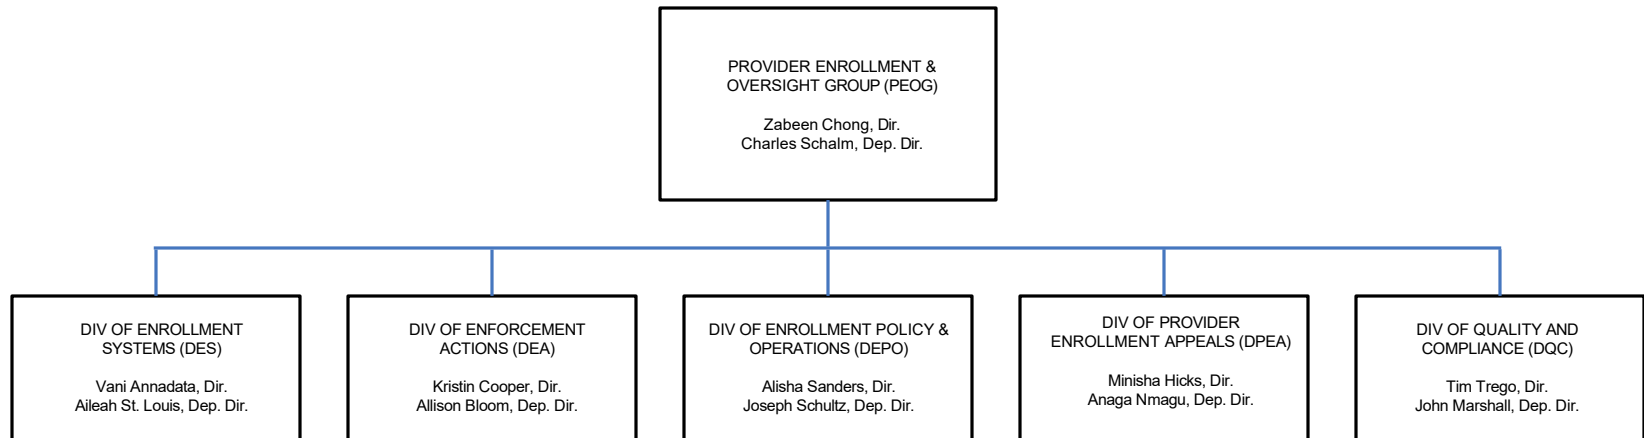 PROVIDER ENROLLMENT &
OVERSIGHT GROUP (PEOG)
Zabeen Chong, Dir.
Charles Schalm, Dep. Dir.
DIV OF ENROLLMENT
SYSTEMS (DES)
Vani Annadata, Dir.
Aileah St. Louis, Dep. Dir.
DIV OF ENFORCEMENT
ACTIONS (DEA)
Kristin Cooper, Dir.
Allison Bloom, Dep. Dir.
DIV OF ENROLLMENT POLICY &
OPERATIONS (DEPO)
Alisha Sanders, Dir.
Joseph Schultz, Dep. Dir.
DIV OF PROVIDER
ENROLLMENT APPEALS (DPEA)
Minisha Hicks, Dir.
Anaga Nmagu, Dep. Dir.
DIV OF QUALITY AND
COMPLIANCE (DQC)
Tim Trego, Dir.
John Marshall, Dep. Dir.